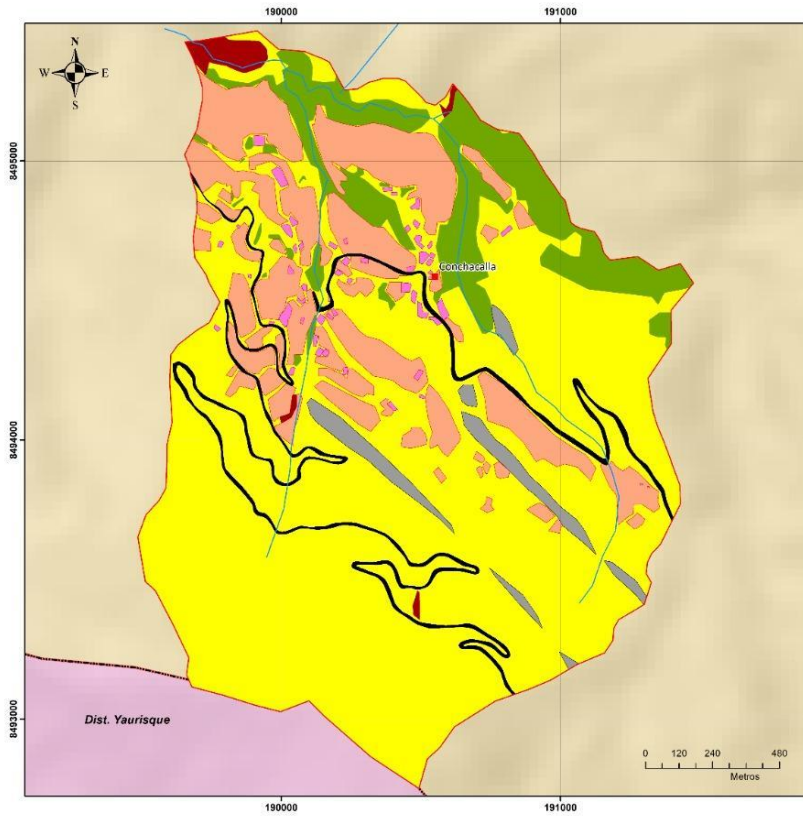 190000 191000
N
W E
S
8495000
Conchacalla
8494000
8493000
Dist. Yaurisque
0 120 240 480
Metros
190000 191000